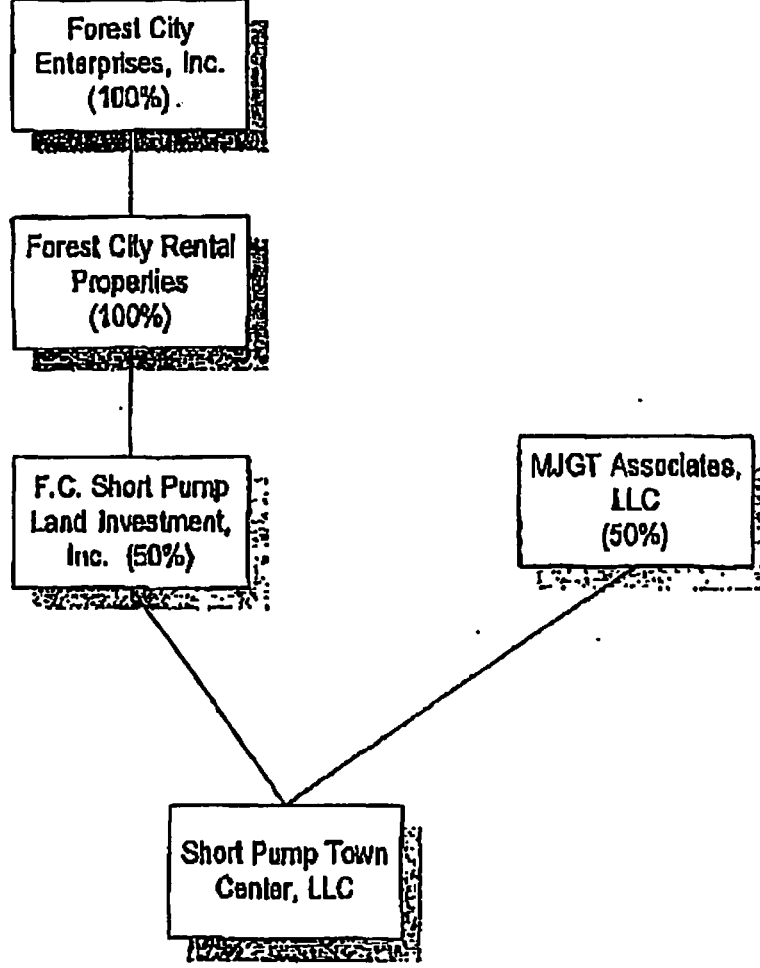 Forest City
Enterprises, Inc.
(100%).
Forest City Rental
Properties
(100%)
F.C. Short Pump
Land Investment,
Inc. (50%)
MJGT Associates,
LLC
(50%)
Short Pump Town
Center, LLC